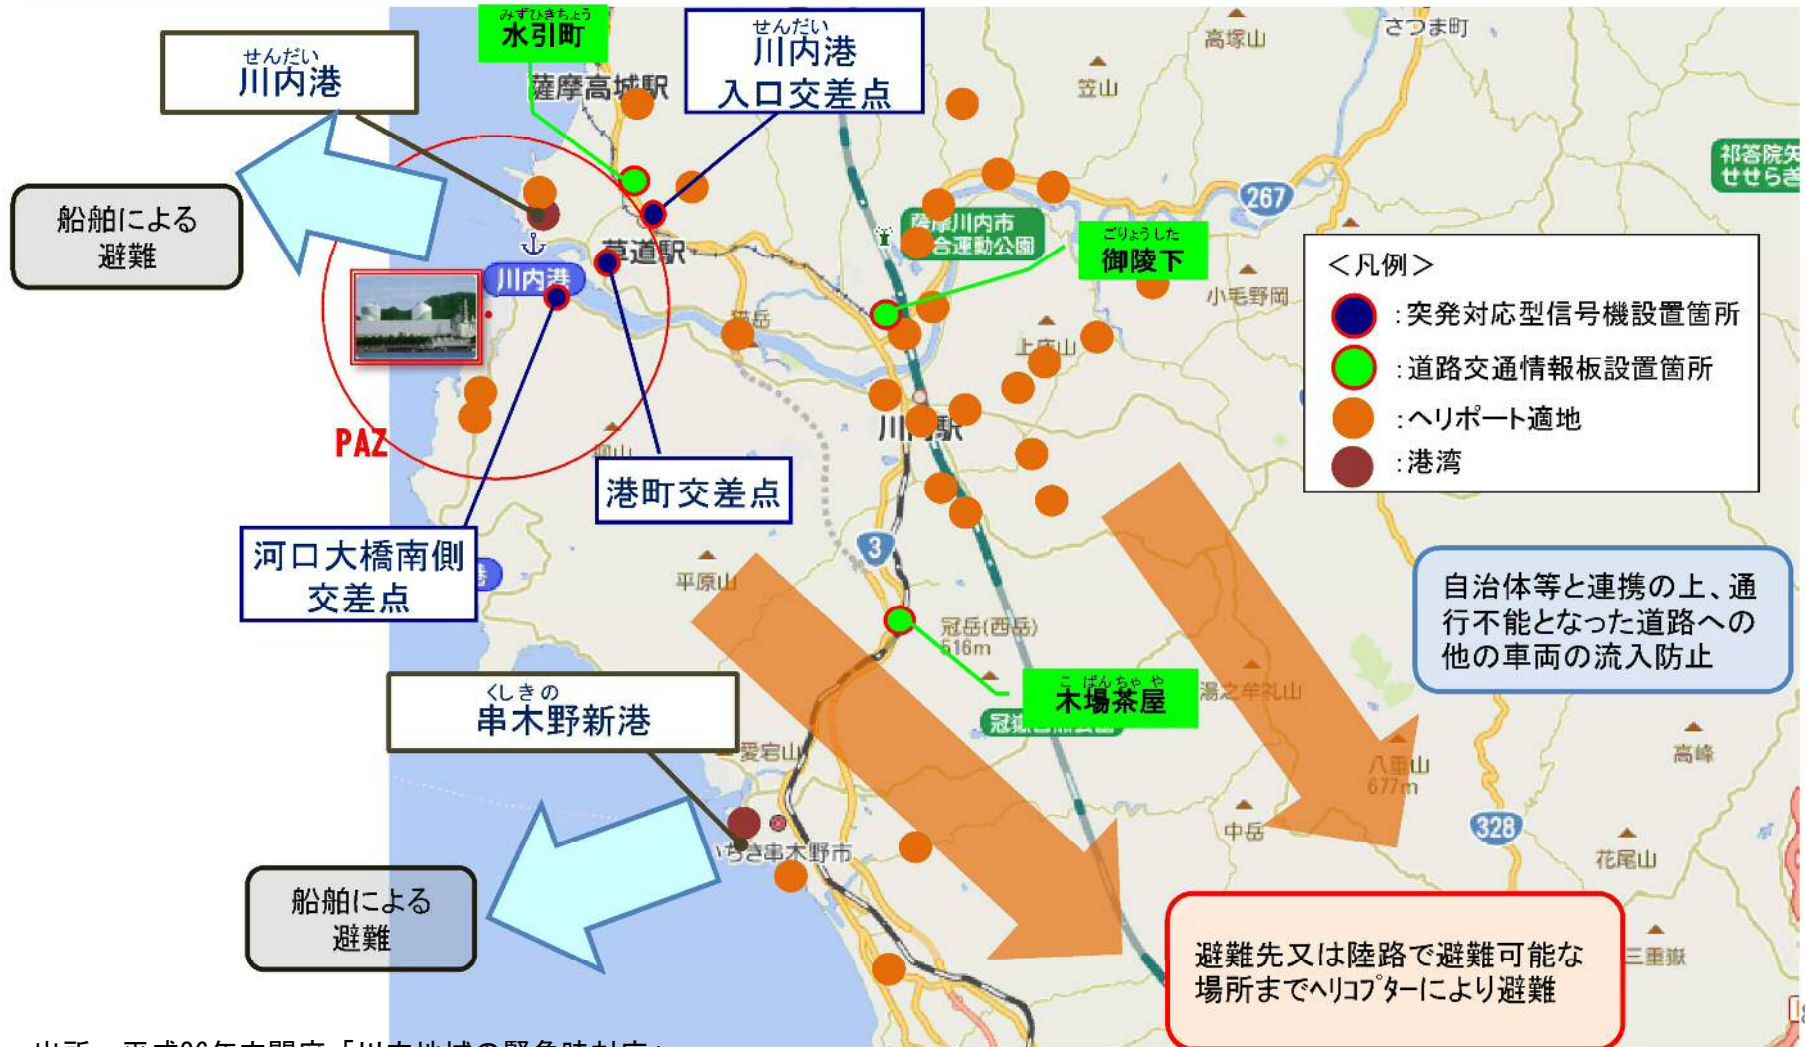 みずひきちょう
水引町
せんだい
川内港
入口交差点
せんだい
川内港
高塚山
さつま町
笠山
薩摩高城駅
祁答院
せせらぎ
267
船舶による
避難
薩摩川内市
合運動公園
ごりょうした
御陵下
草道駅
川内港
小毛野岡
<凡例>
:突発対応型信号機設置箇所
:道路交通情報板設置箇所
:ヘリポート適地
:港湾
PAZ
川内駅
港町交差点
河口大橋南側
交差点
3
平原山
冠岳(西岳)
516m
自治体等と連携の上、通
行不能となった道路への
他の車両の流入防止
こばんちゃや
木場茶屋
湯之牟礼山
くしきの
串木野新港
愛宕山
八重山
677m
高峰
中岳
328
花尾山
いちき串木野市
船舶による
避難
三重嶽
避難先又は陸路で避難可能な
場所までヘリコプターにより避難